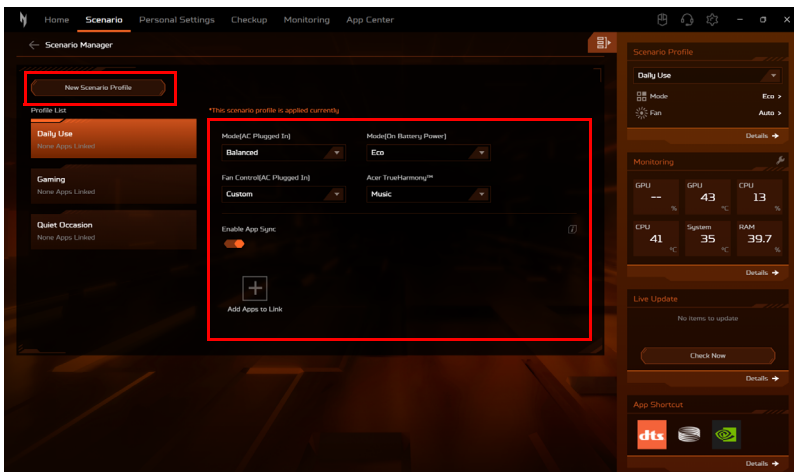 Home Scenario Personal Settings Checkup Monitoring App Center
Scenario Manager
New Scenario Profile
Profile List
Daily Use
None Apps Linked
Gaming
None Apps Linked
Quiet Occasion
None Apps Linked
*This scenario profile is applied currently
Mode(AC Plugged In) Mode(On Battery Power)
Balanced Eco
Fan Control(AC Plugged In) Acer TrueHarmony™
Custom Music
Enable App Sync
Add Apps to Link
Scenario Profile
Daily Use
Mode Eco >
Fan Auto >
Details →
Monitoring
GPU GPU CPU
-- % 43 °C 13 %
CPU System RAM
41 °C 35 °C 39.7 %
Details →
Live Update
No items to update
Check Now
Details →
App Shortcut
dts
Details →